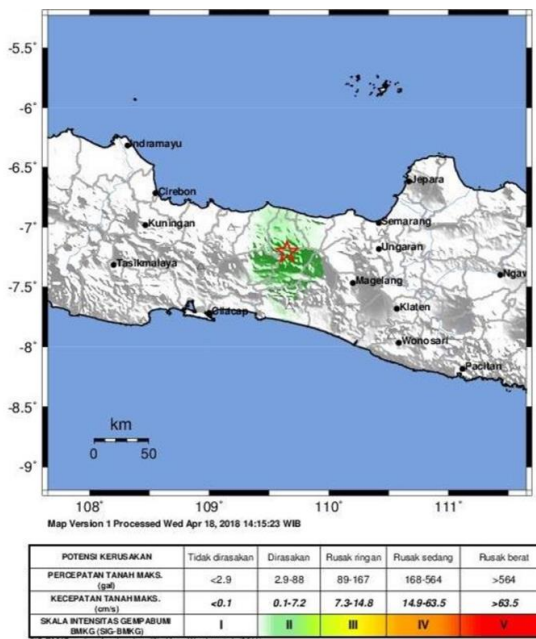 -5.5°
-6°
Indramayu
-6.5°
Jepara
Cirebon
Kuningan
Semarang
-7°
Ungaran
Tasikmalaya
Magelang
Ngaw
-7.5°
Klaten
Cilacap
Wonosari
-8°
Pacitan
-8.5°
km
0 50
-9°
108° 109° 110° 111°
Map Version 1 Processed Wed Apr 18, 2018 14:15:23 WIB
POTENSI KERUSAKAN Tidak dirasakan Dirasakan Rusak ringan Rusak sedang Rusak berat
PERCEPATAN TANAH MAKS. (gal) <2.9 2.9-88 89-167 168-564 >564
KECEPATAN TANAH MAKS. (cm/s) <0.1 0.1-7.2 7.3-14.8 14.9-63.5 >63.5
SKALA INTENSITAS GEMPABUMI BMKG (SIG-BMKG) I II III IV V